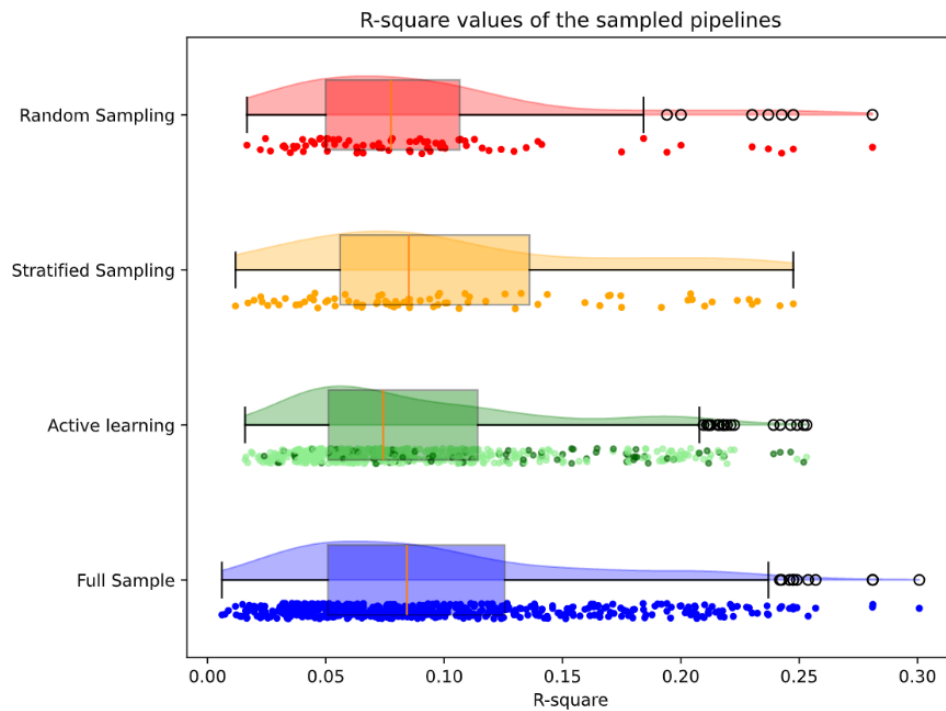 R-square values of the sampled pipelines
Random Sampling
Stratified Sampling
Active learning
Full Sample
0.00 0.05 0.10 0.15 0.20 0.25 0.30
R-square